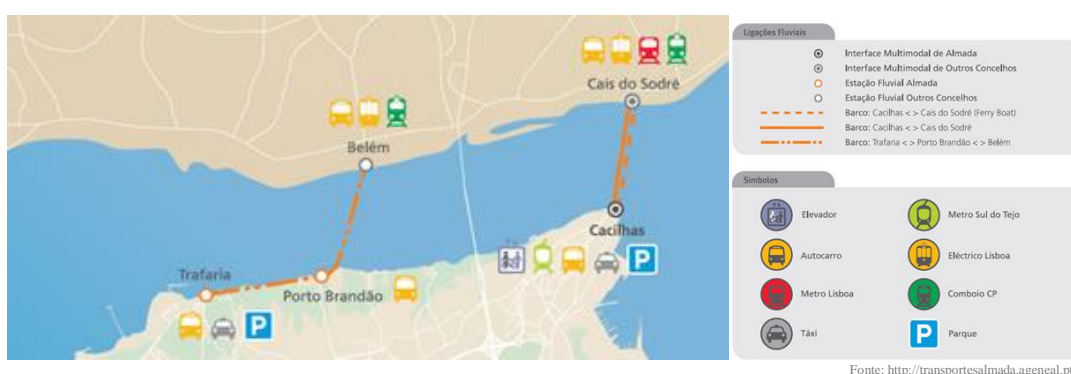 Cais do Sodré
Belém
Cacilhas
Trafaria
Porto Brandão
P
P
Ligações Fluviais
Interface Multimodal de Almada
Interface Multimodal de Outros Concelhos
Estação Fluvial Almada
Estação Fluvial Outros Concelhos
Barco: Cacilhas < > Cais do Sodré (Ferry Boat)
Barco: Cacilhas < > Cais do Sodré
Barco: Trafaria < > Porto Brandão < > Belém
Símbolos
Elevador
Metro Sul do Tejo
Autocarro
Eléctrico Lisboa
Metro Lisboa
Comboio CP
Táxi
P Parque
Fonte: http://transportesalmada.ageneal.pt